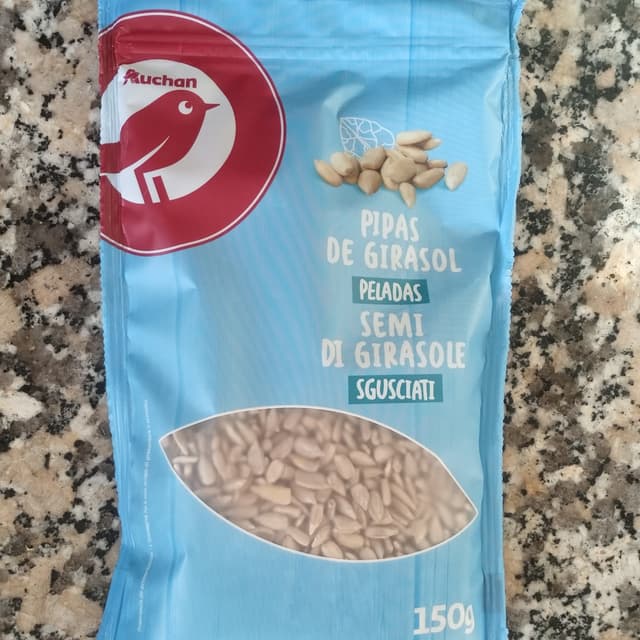 Auchan
PIPAS
DE GIRASOL
PELADAS
SEMI
DI GIRASOLE
SGUSCIATI
150g